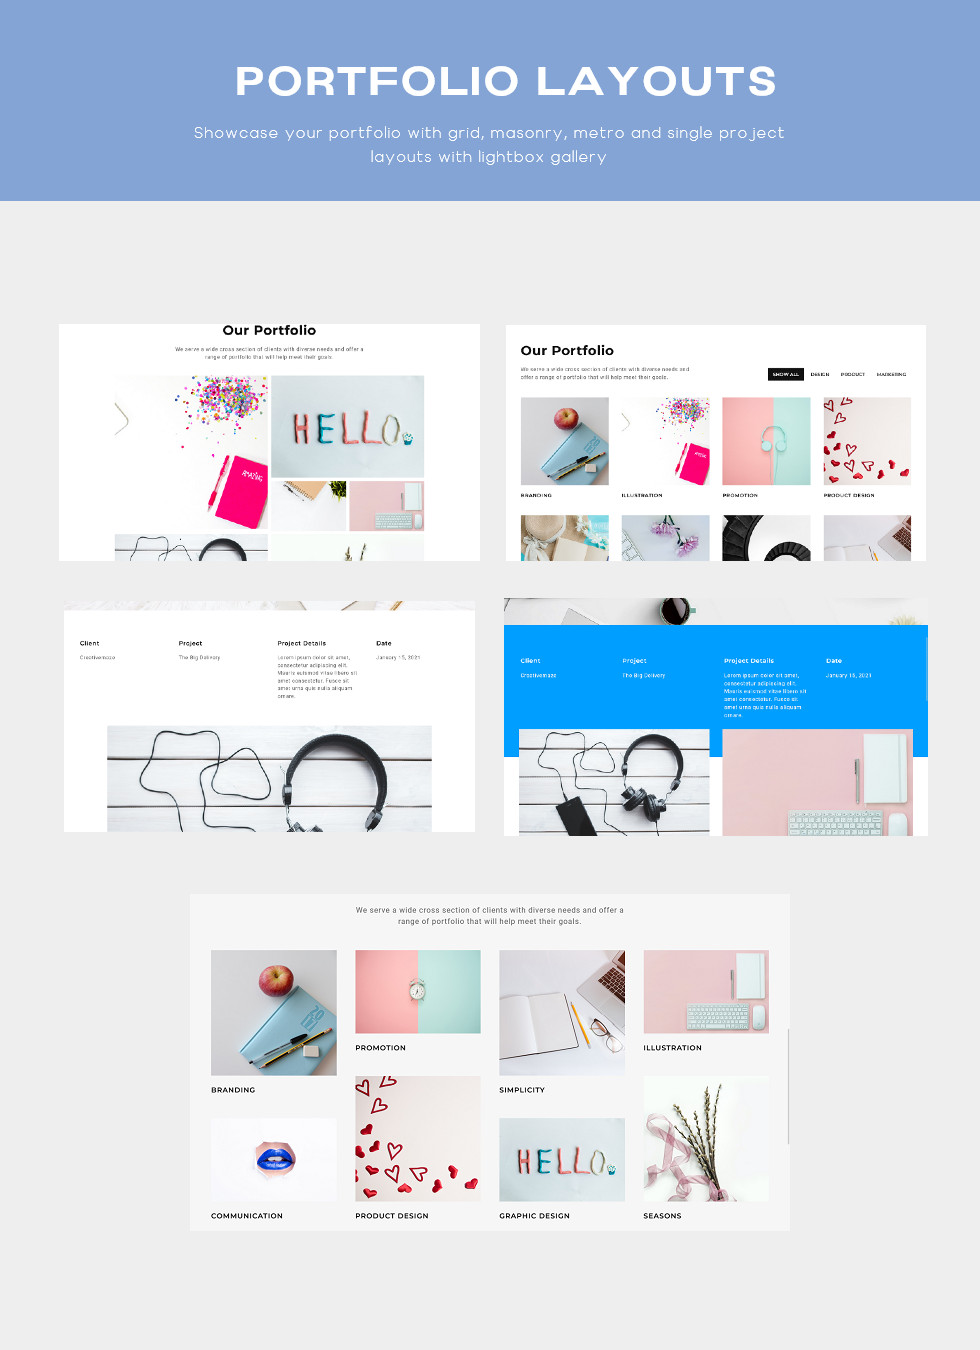 PORTFOLIO LAYOUTS
Showcase your portfolio with grid, masonry, metro and single project
layouts with lightbox gallery
Our Portfolio
We serve a wide cross section of clients with diverse needs and offer a
range of portfolio that will help meet their goals.
AMAZING
HELLO
Our Portfolio
We serve a wide cross section of clients with diverse needs and
offer a range of portfolio that will help meet their goals.
SHOW ALL DESIGN PRODUCT MARKETING
BRANDING ILLUSTRATION PROMOTION PRODUCT DESIGN
Client Project Project Details Date
Creativemaze The Big Delivery Lorem ipsum dolor sit amet, January 15, 2021
consectetur adipiscing elit.
Mauris euismod vitae libero sit
amet consectetur. Fusce sit
amet urna quis nulla aliquam
ornare.
Client Project Project Details Date
Creativemaze The Big Delivery Lorem ipsum dolor sit amet, January 15, 2021
consectetur adipiscing elit.
Mauris euismod vitae libero sit
amet consectetur. Fusce sit
amet urna quis nulla aliquam
ornare.
We serve a wide cross section of clients with diverse needs and offer a
range of portfolio that will help meet their goals.
PROMOTION ILLUSTRATION
BRANDING SIMPLICITY
HELLO
COMMUNICATION PRODUCT DESIGN GRAPHIC DESIGN SEASONS